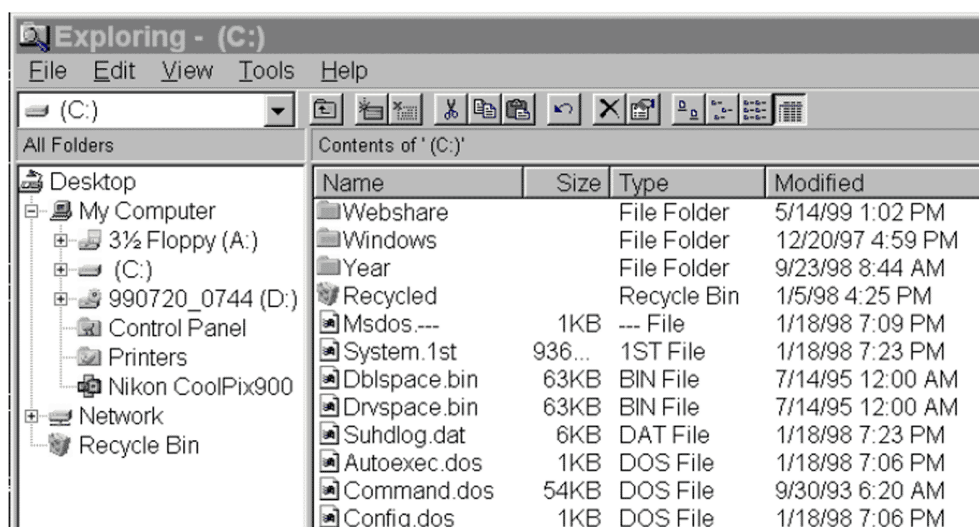 Exploring - (C:)
File Edit View Tools Help
(C:)
All Folders Contents of ' (C:)'
Desktop
My Computer
3½ Floppy (A:)
(C:)
990720_0744 (D:)
Control Panel
Printers
Nikon CoolPix900
Network
Recycle Bin
Name Size Type Modified
Webshare File Folder 5/14/99 1:02 PM
Windows File Folder 12/20/97 4:59 PM
Year File Folder 9/23/98 8:44 AM
Recycled Recycle Bin 1/5/98 4:25 PM
Msdos.--- 1KB --- File 1/18/98 7:09 PM
System.1st 936... 1ST File 1/18/98 7:23 PM
Dblspace.bin 63KB BIN File 7/14/95 12:00 AM
Drvspace.bin 63KB BIN File 7/14/95 12:00 AM
Suhdlog.dat 6KB DAT File 1/18/98 7:23 PM
Autoexec.dos 1KB DOS File 1/18/98 7:06 PM
Command.dos 54KB DOS File 9/30/93 6:20 AM
Config.dos 1KB DOS File 1/18/98 7:06 PM